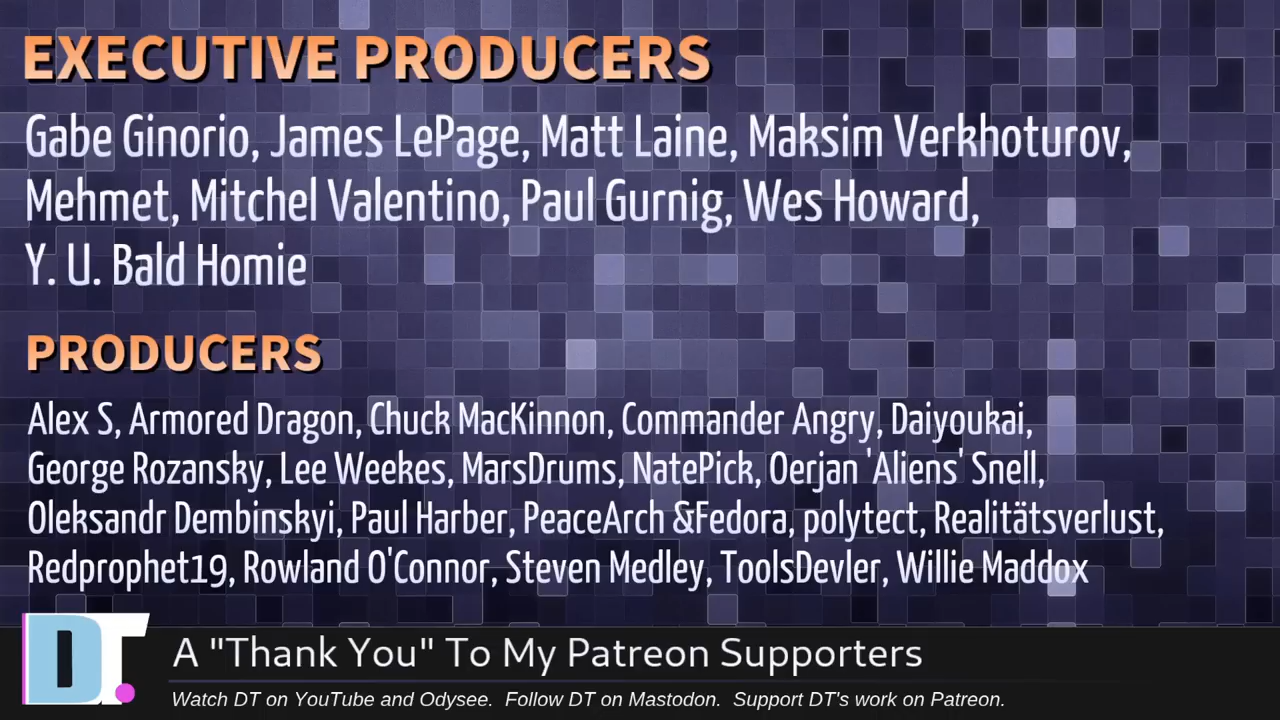 EXECUTIVE PRODUCERS
Gabe Ginorio, James LePage, Matt Laine, Maksim Verkhoturov,
Mehmet, Mitchel Valentino, Paul Gurnig, Wes Howard,
Y. U. Bald Homie
PRODUCERS
Alex S, Armored Dragon, Chuck MacKinnon, Commander Angry, Daiyoukai,
George Rozansky, Lee Weekes, MarsDrums, NatePick, Oerjan 'Aliens' Snell,
Oleksandr Dembinskyi, Paul Harber, PeaceArch &Fedora, polytect, Realitätsverlust,
Redprophet19, Rowland O'Connor, Steven Medley, ToolsDevler, Willie Maddox
DT.
A "Thank You" To My Patreon Supporters
Watch DT on YouTube and Odysee. Follow DT on Mastodon. Support DT's work on Patreon.